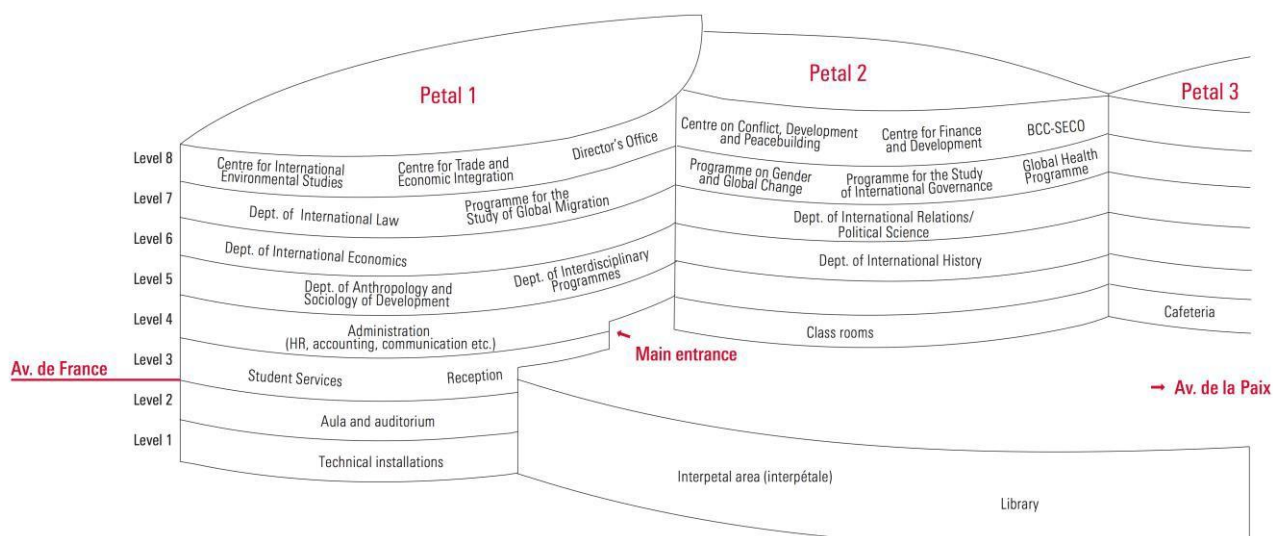 Petal 1
Petal 2
Petal 3
Level 8
Centre for International
Environmental Studies
Centre for Trade and
Economic Integration
Director's Office
Centre on Conflict, Development
and Peacebuilding
Centre for Finance
and Development
BCC-SECO
Level 7
Dept. of International Law
Programme for the
Study of Global Migration
Programme on Gender
and Global Change
Programme for the Study
of International Governance
Global Health
Programme
Level 6
Dept. of International Economics
Dept. of International Relations/
Political Science
Level 5
Dept. of Anthropology and
Sociology of Development
Dept. of Interdisciplinary
Programmes
Dept. of International History
Level 4
Administration
(HR, accounting, communication etc.)
Main entrance
Class rooms
Cafeteria
Level 3
Av. de France
Student Services
Reception
Av. de la Paix
Level 2
Aula and auditorium
Level 1
Technical installations
Interpetal area (interpétale)
Library